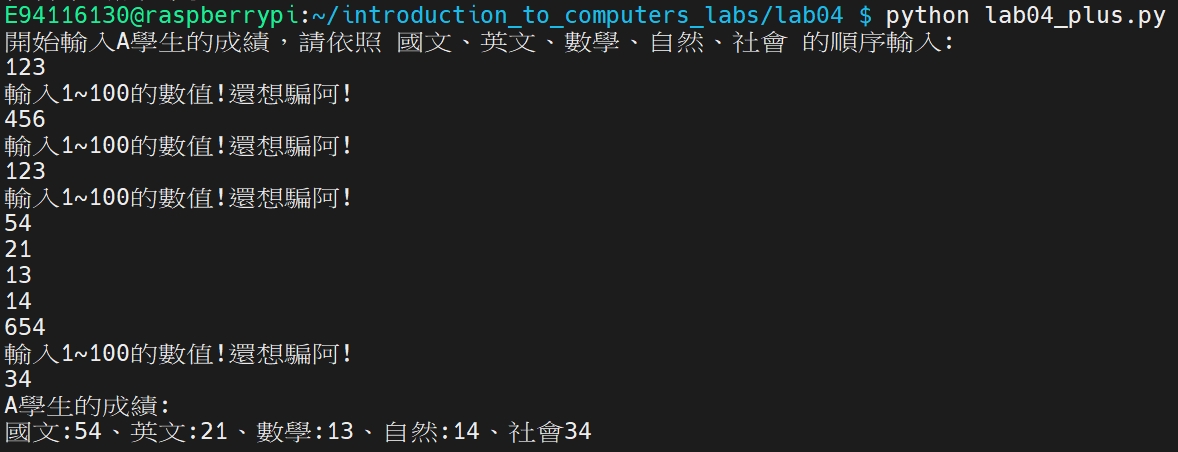 E94116130@raspberrypi:~/introduction_to_computers_labs/lab04 $ python lab04_plus.py
開始輸入A學生的成績，請依照 國文、英文、數學、自然、社會 的順序輸入:
123
輸入1~100的數值!還想騙阿!
456
輸入1~100的數值!還想騙阿!
123
輸入1~100的數值!還想騙阿!
54
21
13
14
654
輸入1~100的數值!還想騙阿!
34
A學生的成績:
國文:54、英文:21、數學:13、自然:14、社會34